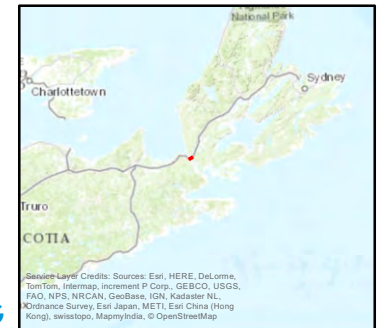 National Park
Sydney
Charlottetown
Truro
COTIA
Service Layer Credits: Sources: Esri, HERE, DeLorme,
TomTom, Intermap, increment P Corp., GEBCO, USGS,
FAO, NPS, NRCAN, GeoBase, IGN, Kadaster NL,
Ordnance Survey, Esri Japan, METI, Esri China (Hong
Kong), swisstopo, MapmyIndia, © OpenStreetMap